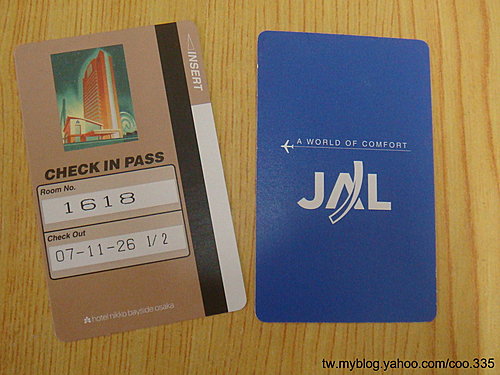 INSERT
CHECK IN PASS
Room No.
1618
Check Out
07-11-26 1/2
hotel nikko bayside osaka
A WORLD OF COMFORT
JAL
tw.myblog.yahoo.com/coo.335